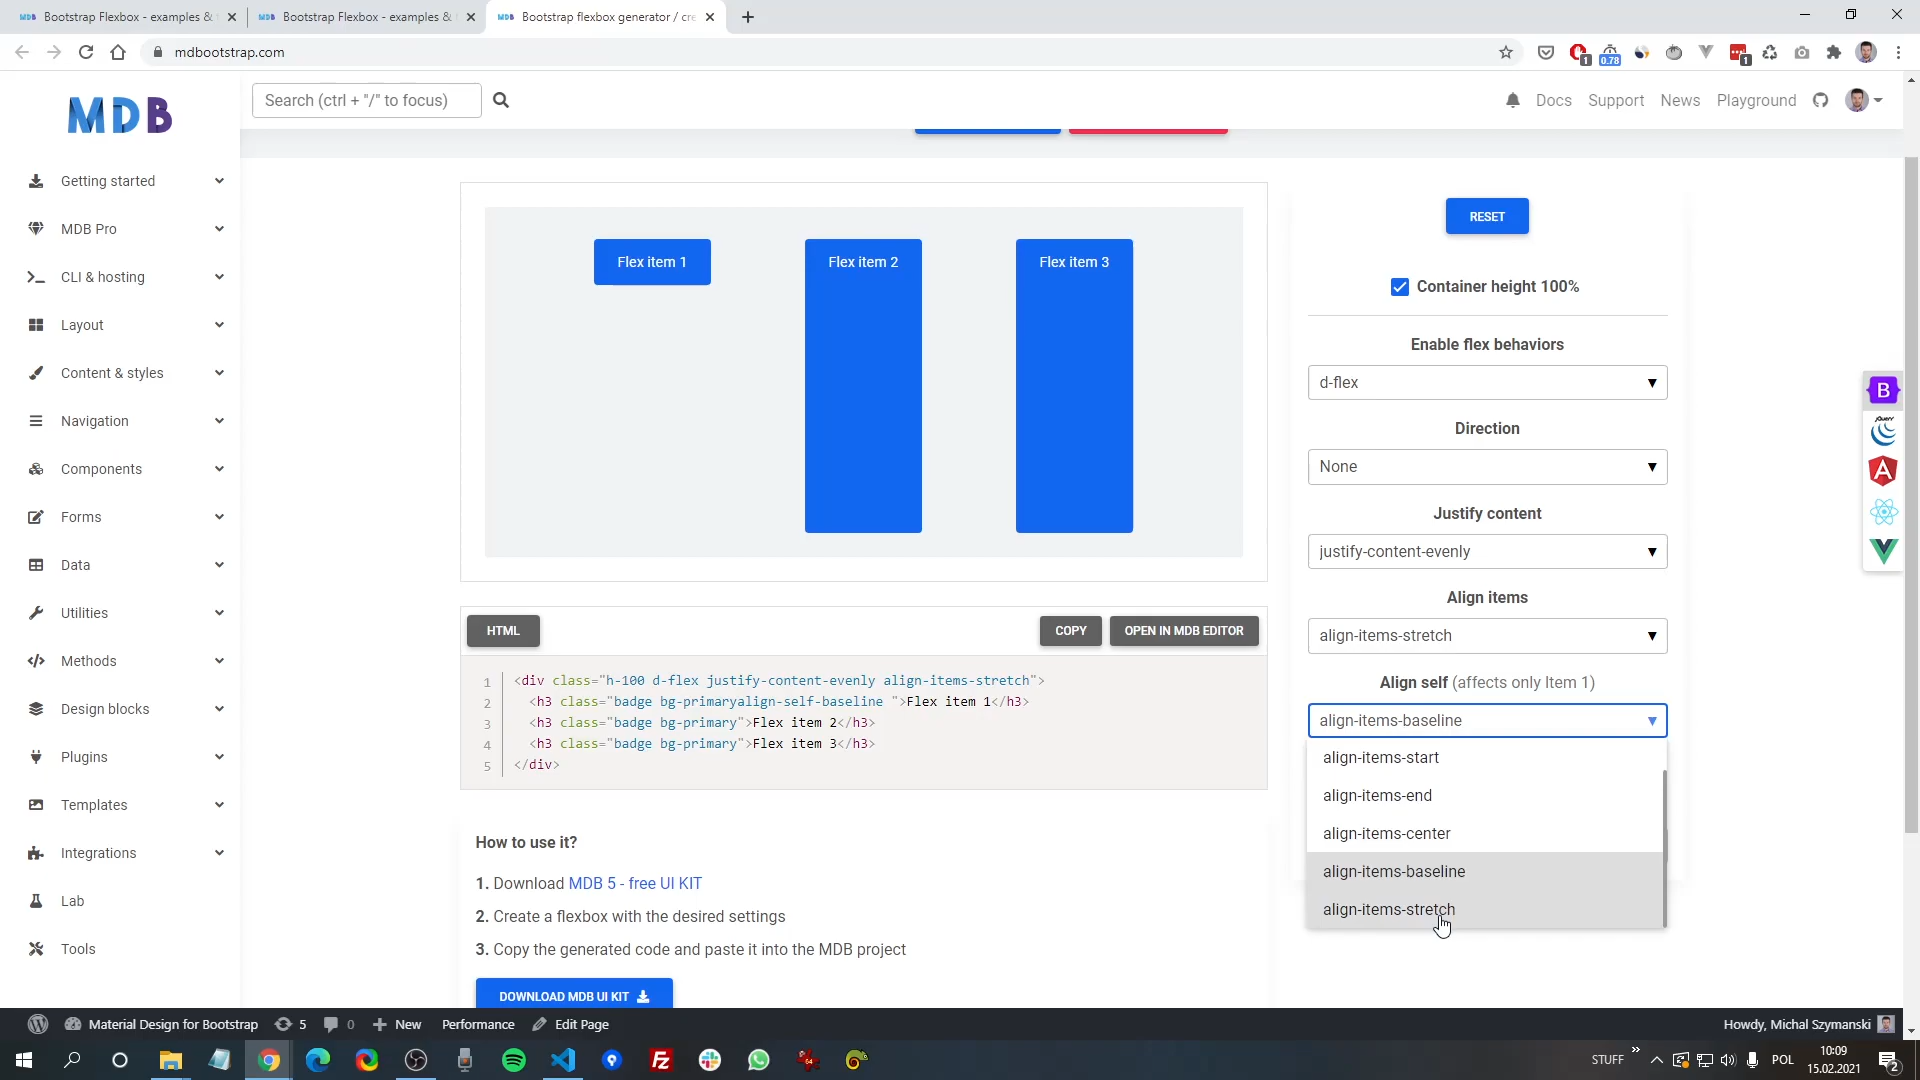 Bootstrap Flexbox - examples &
Bootstrap Flexbox - examples &
Bootstrap flexbox generator / cre
mdbootstrap.com
1
0.78
1
MDB
Search (ctrl + "/" to focus)
Docs
Support
News
Playground
Getting started
MDB Pro
CLI & hosting
Layout
Content & styles
Navigation
Components
Forms
Data
Utilities
Methods
Design blocks
Plugins
Templates
Integrations
Lab
Tools
Flex item 1
Flex item 2
Flex item 3
RESET
Container height 100%
Enable flex behaviors
d-flex
Direction
None
Justify content
justify-content-evenly
Align items
align-items-stretch
Align self (affects only Item 1)
align-items-baseline
align-items-start
align-items-end
align-items-center
align-items-baseline
align-items-stretch
B
jQuery
HTML
COPY
OPEN IN MDB EDITOR
1 <div class="h-100 d-flex justify-content-evenly align-items-stretch">
2 <h3 class="badge bg-primaryalign-self-baseline ">Flex item 1</h3>
3 <h3 class="badge bg-primary">Flex item 2</h3>
4 <h3 class="badge bg-primary">Flex item 3</h3>
5 </div>
How to use it?
1. Download MDB 5 - free UI KIT
2. Create a flexbox with the desired settings
3. Copy the generated code and paste it into the MDB project
DOWNLOAD MDB UI KIT
Material Design for Bootstrap
5
0
New
Performance
Edit Page
Howdy, Michal Szymanski
STUFF
POL
10:09
15.02.2021
2